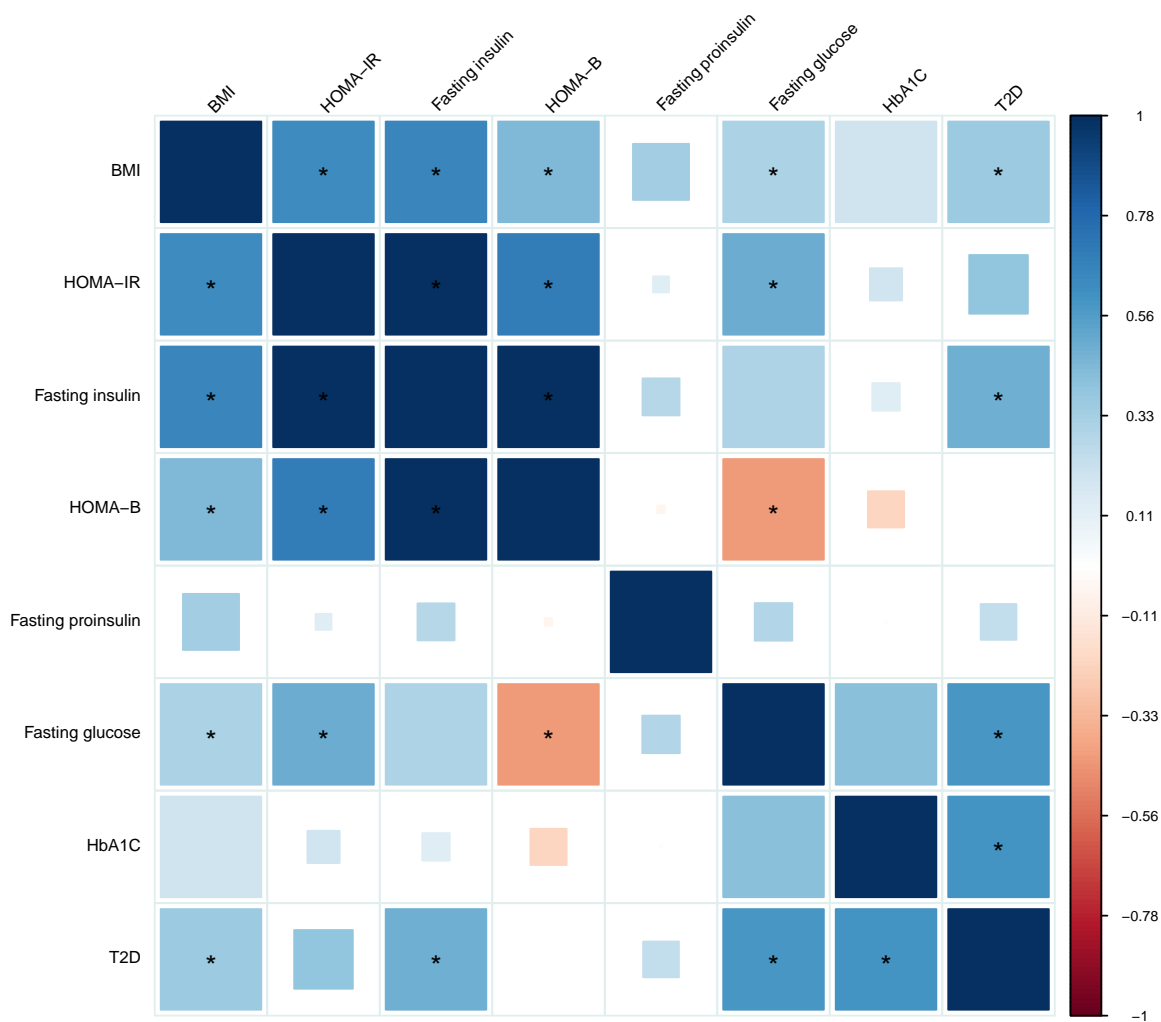 BMI
HOMA−IR
Fasting insulin
HOMA−B
Fasting proinsulin
Fasting glucose
HbA1C
T2D
BMI * * * * *
HOMA−IR * * * *
Fasting insulin * * * *
HOMA−B * * * *
Fasting proinsulin
Fasting glucose * * * *
HbA1C *
T2D * * * *
1
0.78
0.56
0.33
0.11
−0.11
−0.33
−0.56
−0.78
−1